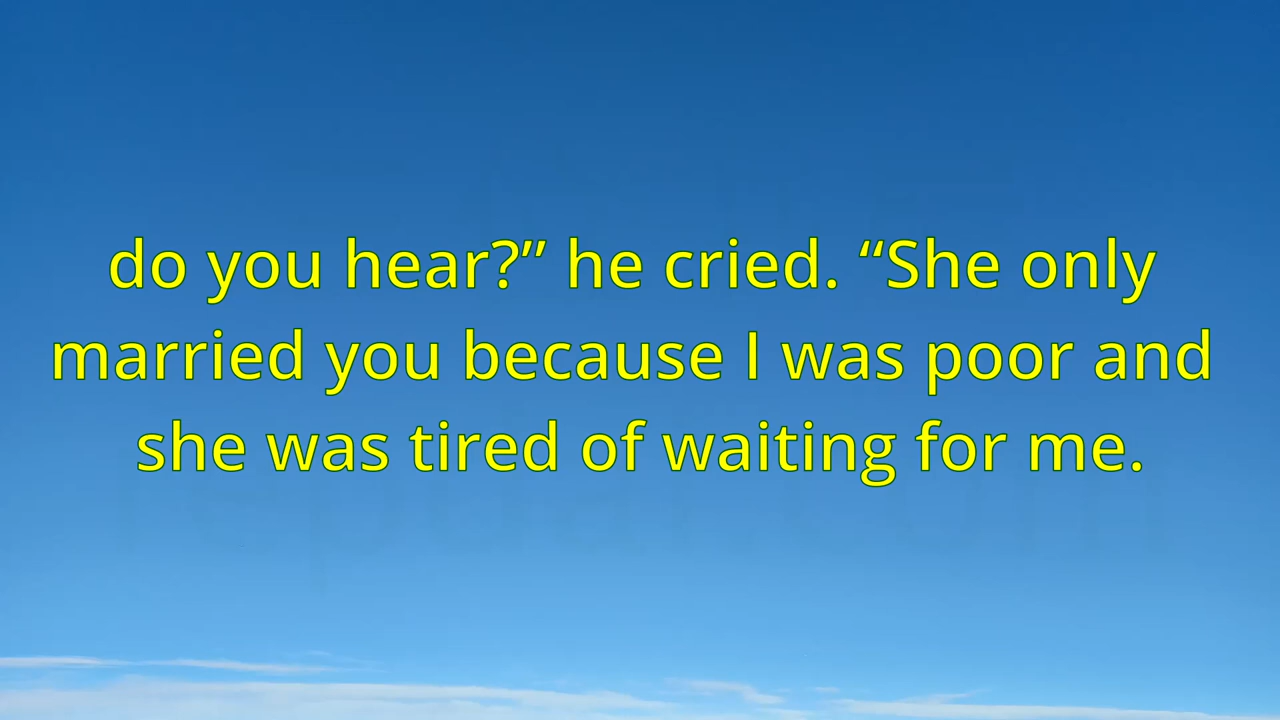 do you hear?” he cried. “She only
married you because I was poor and
she was tired of waiting for me.